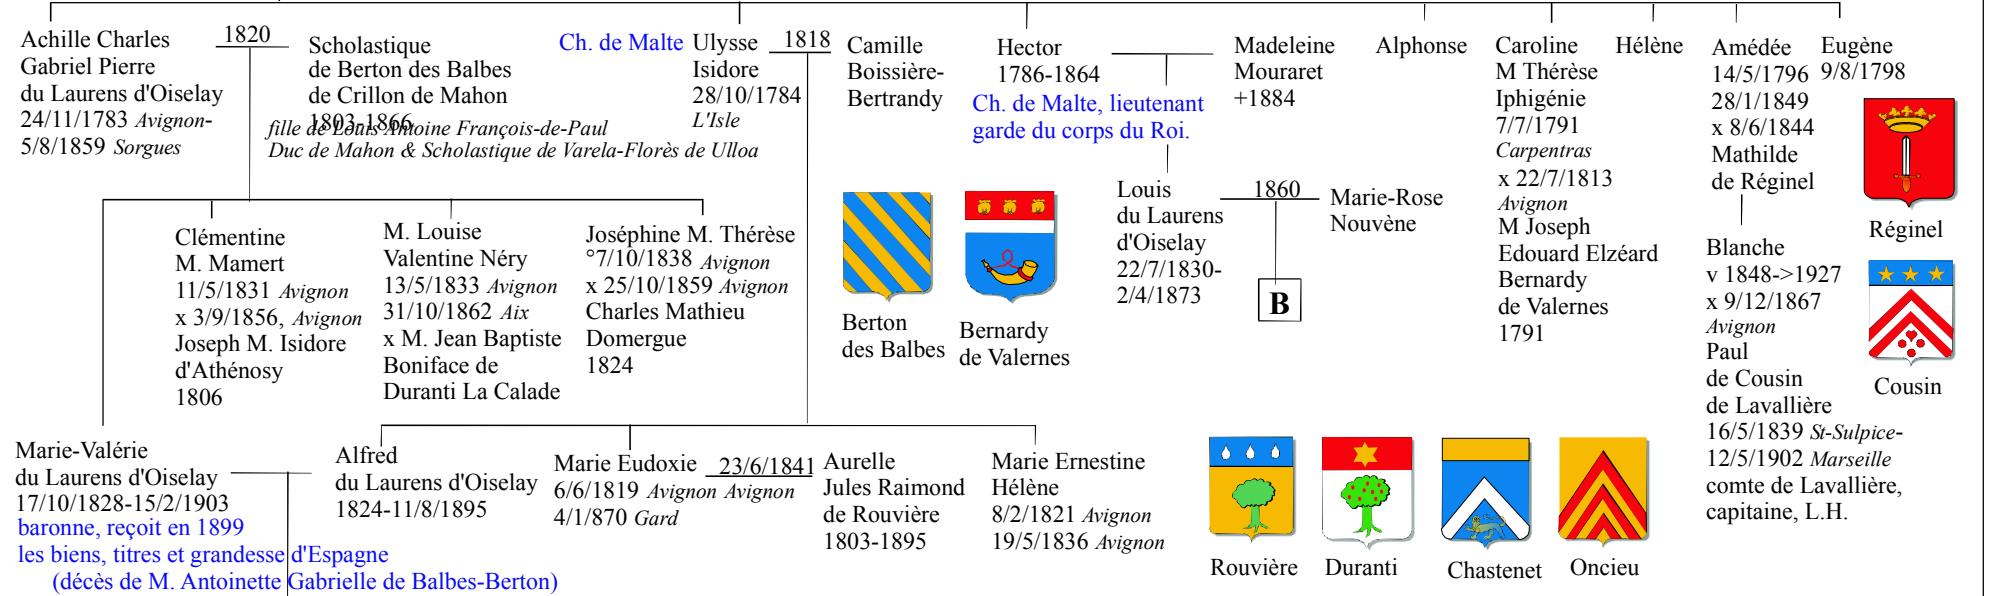 Achille Charles
Gabriel Pierre
du Laurens d'Oiselay
24/11/1783 Avignon-
5/8/1859 Sorgues
1820
Scholastique
de Berton des Balbes
de Crillon de Mahon
1803-1866
fille de Louis Antoine François-de-Paul
Duc de Mahon & Scholastique de Varela-Florès de Ulloa
Ch. de Malte
Ulysse
Isidore
28/10/1784
L'Isle
1818
Camille
Boissière-
Bertrandy
Hector
1786-1864
Ch. de Malte, lieutenant
garde du corps du Roi.
Madeleine
Mouraret
+1884
Alphonse
Caroline
M Thérèse
Iphigénie
7/7/1791
Carpentras
x 22/7/1813
Avignon
M Joseph
Edouard Elzéard
Bernardy
de Valernes
1791
Hélène
Amédée
14/5/1796
28/1/1849
x 8/6/1844
Mathilde
de Réginel
Eugène
9/8/1798
Réginel
Clémentine
M. Mamert
11/5/1831 Avignon
x 3/9/1856, Avignon
Joseph M. Isidore
d'Athénosy
1806
M. Louise
Valentine Néry
13/5/1833 Avignon
31/10/1862 Aix
x M. Jean Baptiste
Boniface de
Duranti La Calade
Joséphine M. Thérèse
°7/10/1838 Avignon
x 25/10/1859 Avignon
Charles Mathieu
Domergue
1824
Berton
des Balbes
Bernardy
de Valernes
Louis
du Laurens
d'Oiselay
22/7/1830-
2/4/1873
1860
Marie-Rose
Nouvène
B
Blanche
v 1848->1927
x 9/12/1867
Avignon
Paul
de Cousin
de Lavallière
16/5/1839 St-Sulpice-
12/5/1902 Marseille
comte de Lavallière,
capitaine, L.H.
Cousin
Marie-Valérie
du Laurens d'Oiselay
17/10/1828-15/2/1903
baronne, reçoit en 1899
les biens, titres et grandesse d'Espagne
(décès de M. Antoinette Gabrielle de Balbes-Berton)
Alfred
du Laurens d'Oiselay
1824-11/8/1895
Marie Eudoxie
6/6/1819 Avignon
4/1/870 Gard
23/6/1841
Avignon
Aurelle
Jules Raimond
de Rouvière
1803-1895
Marie Ernestine
Hélène
8/2/1821 Avignon
19/5/1836 Avignon
Rouvière
Duranti
Chastenet
Oncieu